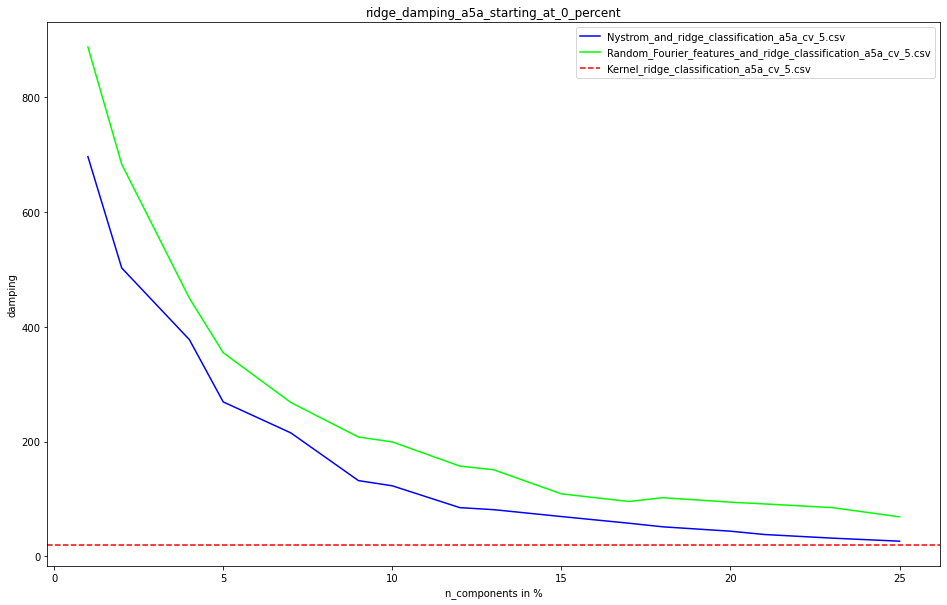 ridge_damping_a5a_starting_at_0_percent
Nystrom_and_ridge_classification_a5a_cv_5.csv
Random_Fourier_features_and_ridge_classification_a5a_cv_5.csv
Kernel_ridge_classification_a5a_cv_5.csv
800
600
400
200
0
damping
0 5 10 15 20 25
n_components in %